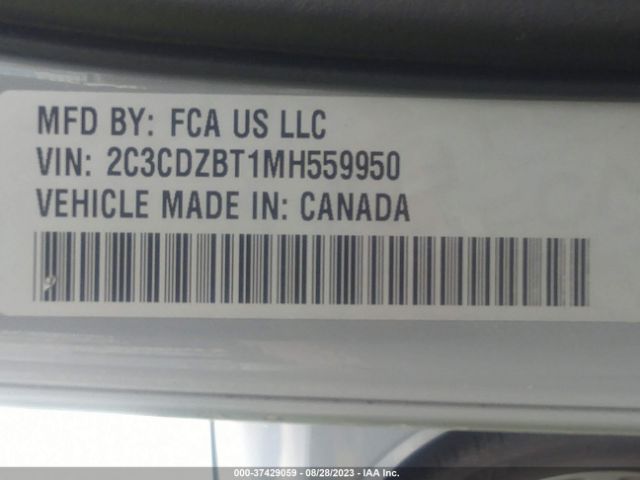 MFD BY: FCA US LLC
VIN: 2C3CDZBT1MH559950
VEHICLE MADE IN: CANADA
000-37429059 - 08/28/2023 - IAA Inc.